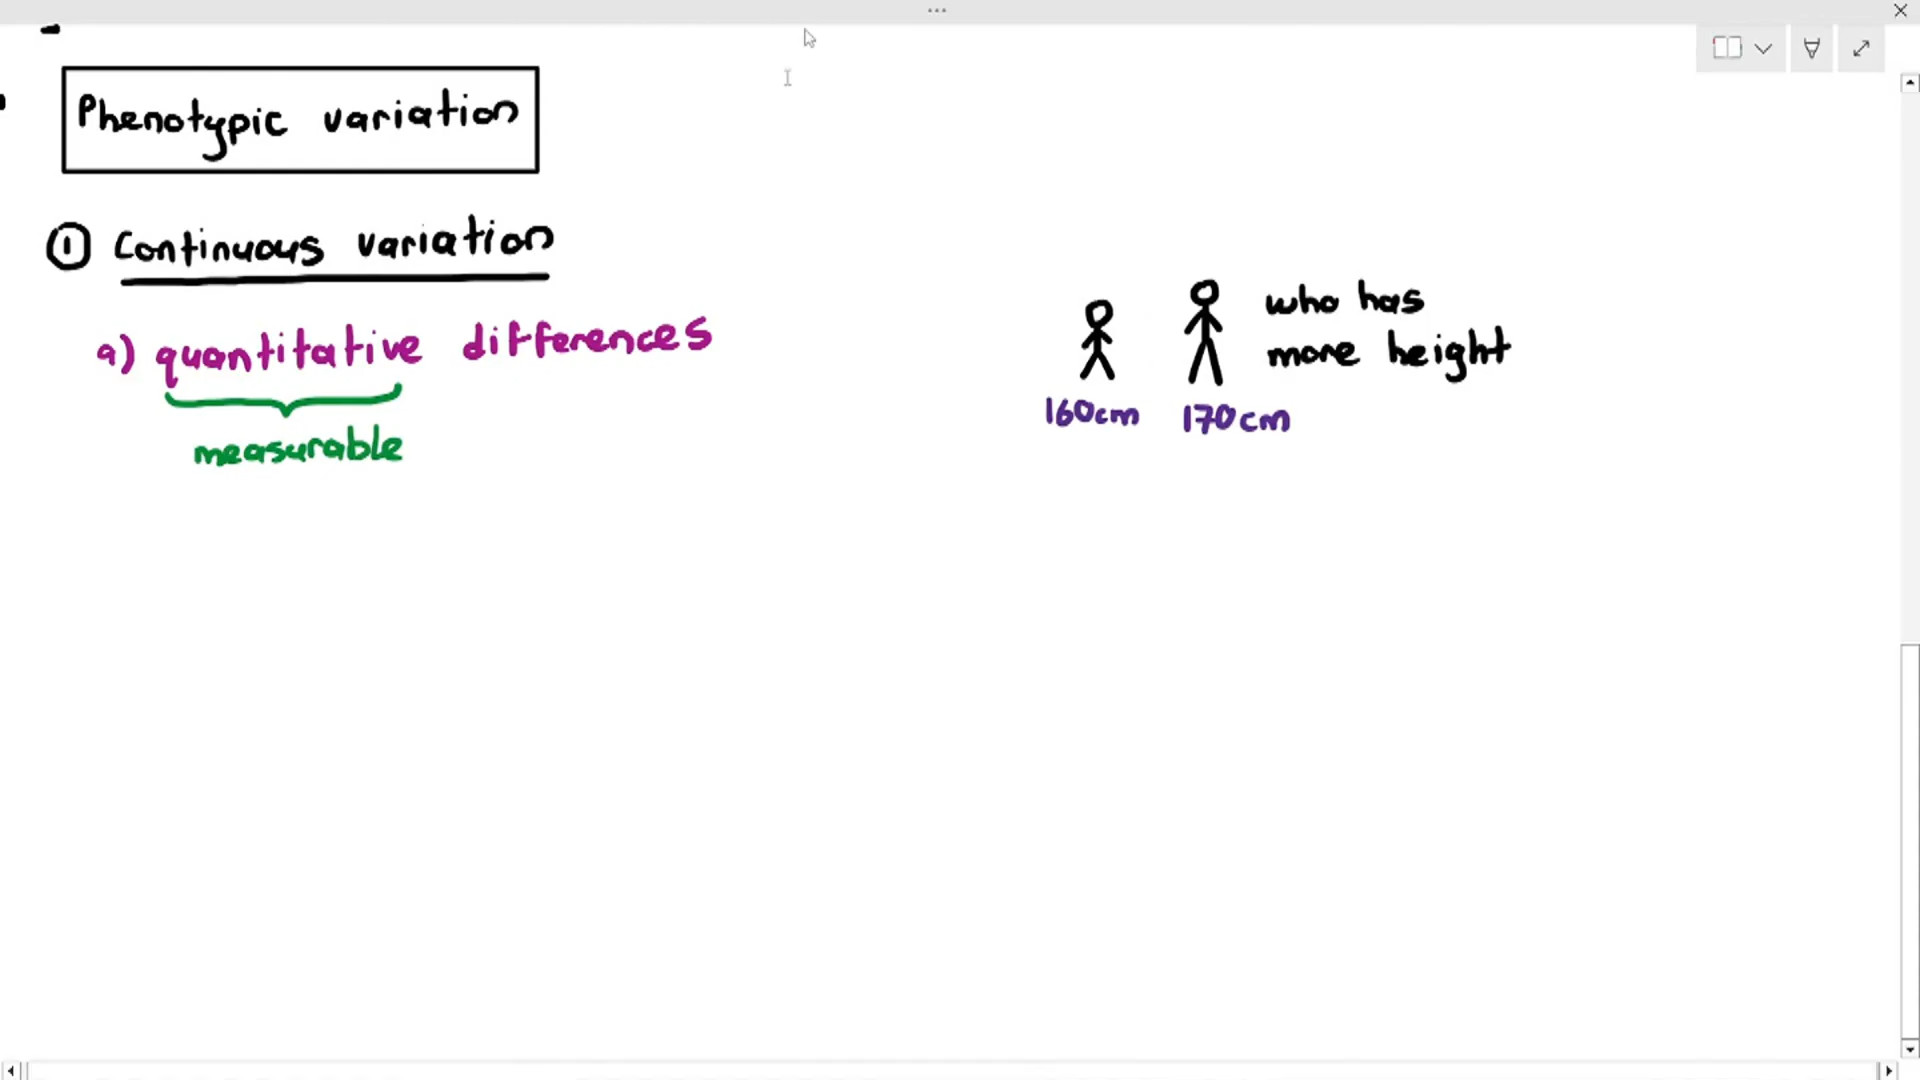 Phenotypic variation
① Continuous variation
a) quantitative differences
measurable
who has
more height
160cm 170cm